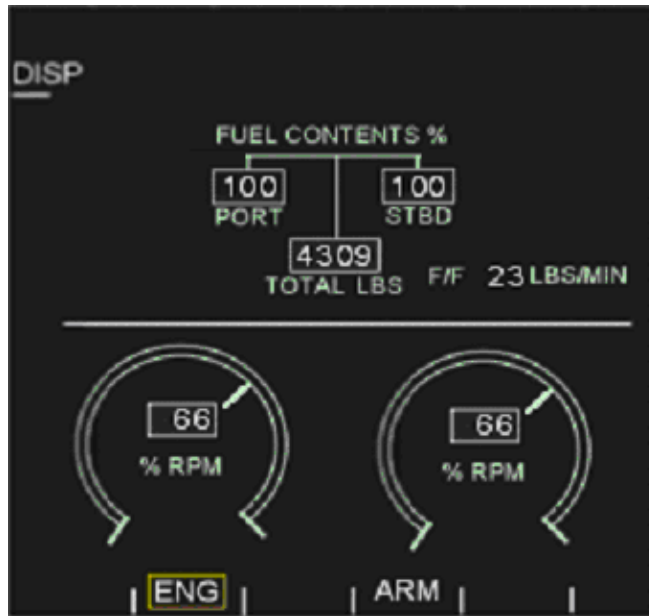 DISP
FUEL CONTENTS %
100 100
PORT STBD
4309
TOTAL LBS F/F 23 LBS/MIN
66 66
% RPM % RPM
ENG ARM